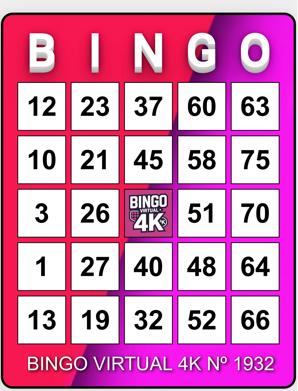 B I N G O
12 23 37 60 63
10 21 45 58 75
3 26 BINGO VIRTUAL 4K 51 70
1 27 40 48 64
13 19 32 52 66
BINGO VIRTUAL 4K Nº 1932